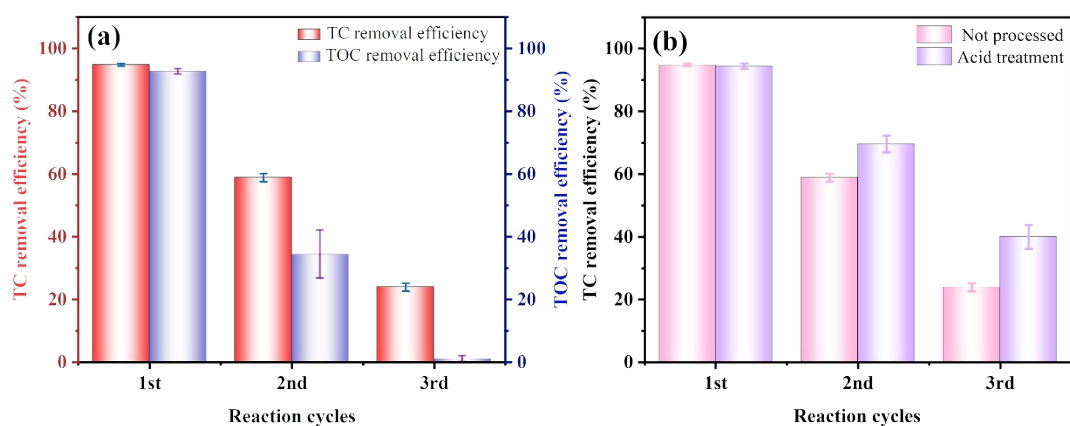 (a)
TC removal efficiency
TOC removal efficiency
TC removal efficiency (%)
100
80
60
40
20
0
100
80
60
40
20
0
TOC removal efficiency (%)
1st
2nd
3rd
Reaction cycles
(b)
Not processed
Acid treatment
TC removal efficiency (%)
100
80
60
40
20
0
1st
2nd
3rd
Reaction cycles